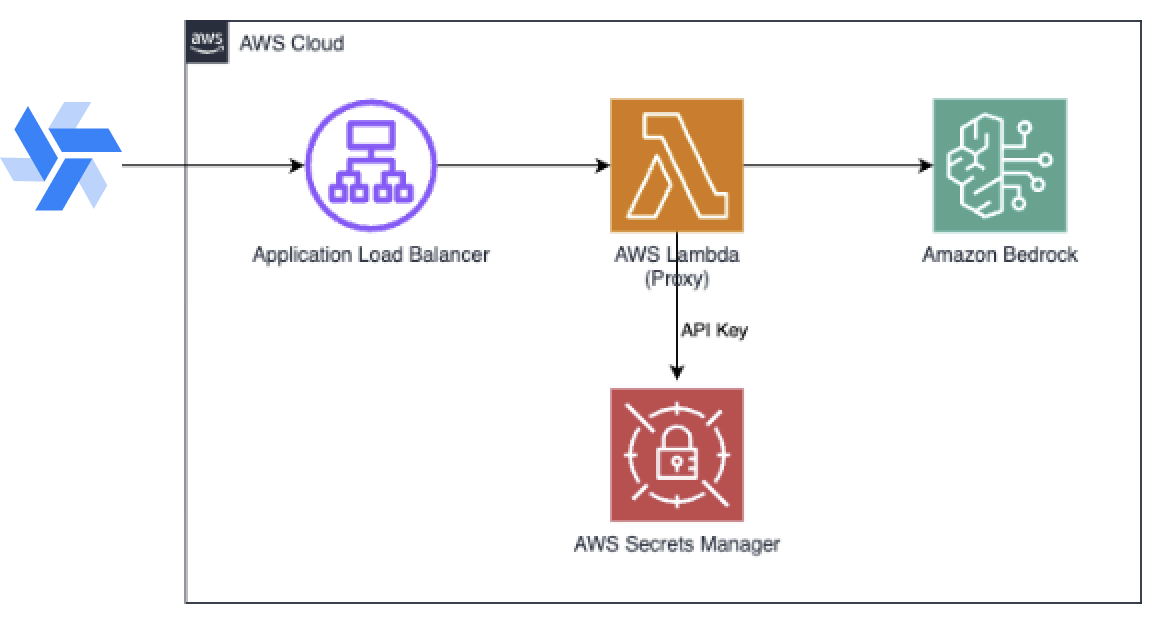 aws
AWS Cloud
Application Load Balancer
AWS Lambda
(Proxy)
Amazon Bedrock
API Key
AWS Secrets Manager